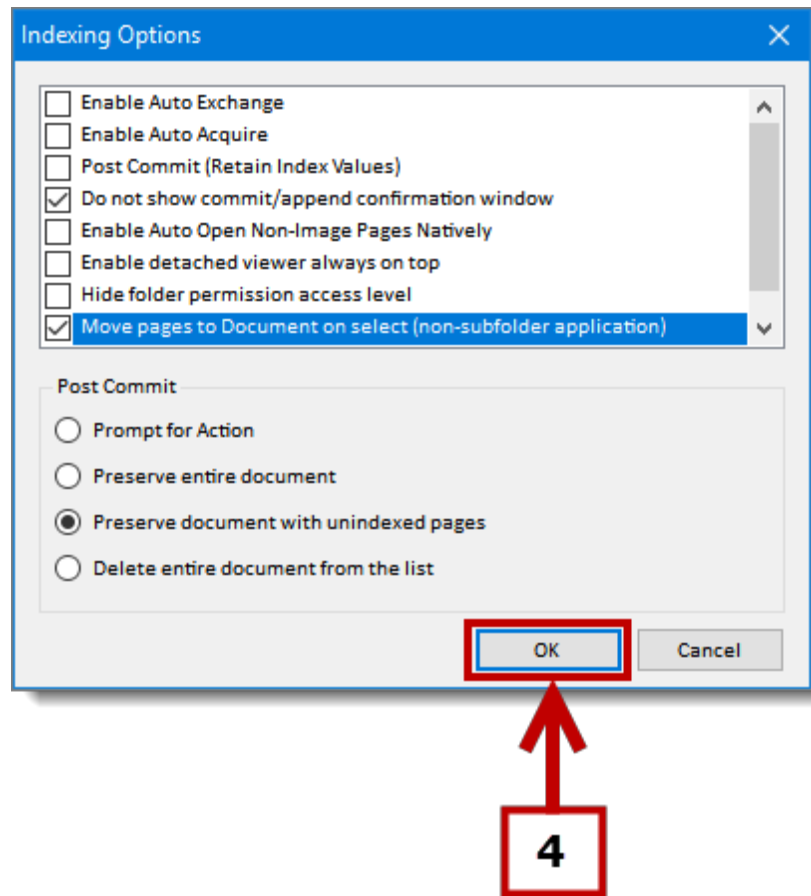 Indexing Options
Enable Auto Exchange
Enable Auto Acquire
Post Commit (Retain Index Values)
Do not show commit/append confirmation window
Enable Auto Open Non-Image Pages Natively
Enable detached viewer always on top
Hide folder permission access level
Move pages to Document on select (non-subfolder application)
Post Commit
Prompt for Action
Preserve entire document
Preserve document with unindexed pages
Delete entire document from the list
OK Cancel
4